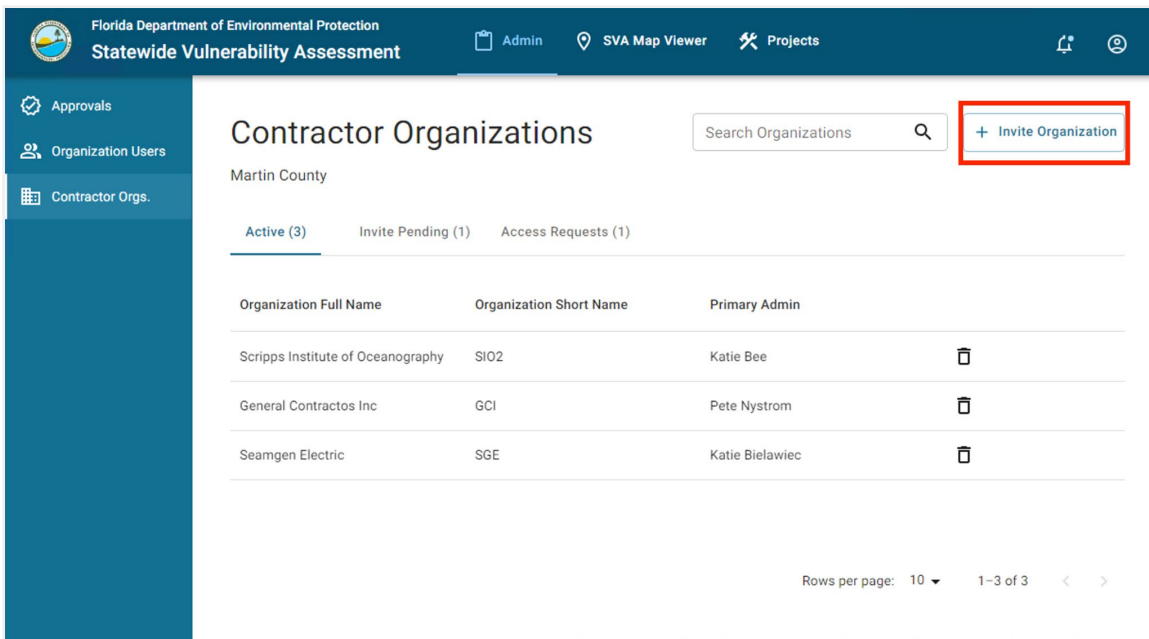 Florida Department of Environmental Protection
Statewide Vulnerability Assessment
Admin
SVA Map Viewer
Projects
Approvals
Organization Users
Contractor Orgs.
Contractor Organizations
Search Organizations
+ Invite Organization
Martin County
Active (3)
Invite Pending (1)
Access Requests (1)
Organization Full Name Organization Short Name Primary Admin
Scripps Institute of Oceanography SIO2 Katie Bee
General Contractos Inc GCI Pete Nystrom
Seamgen Electric SGE Katie Bielawiec
Rows per page: 10 1–3 of 3